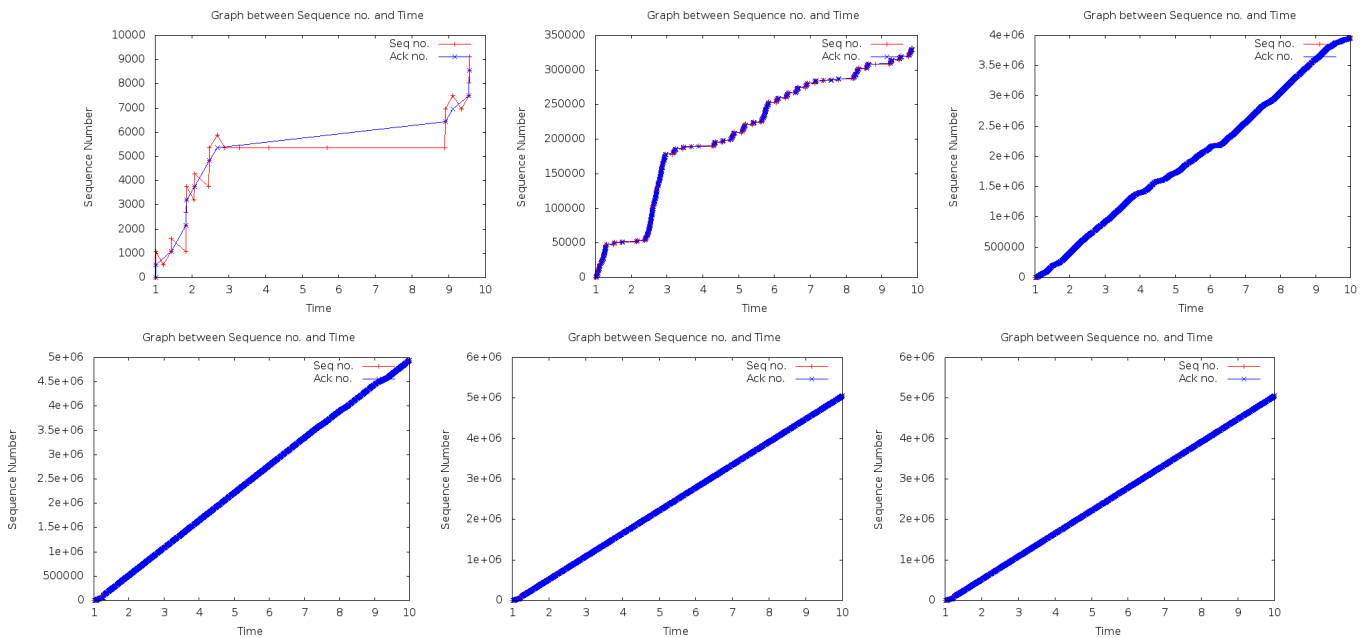 Graph between Sequence no. and Time
10000
9000
8000
7000
6000
5000
4000
3000
2000
1000
0
Sequence Number
Seq no.
Ack no.
1 2 3 4 5 6 7 8 9 10
Time
Graph between Sequence no. and Time
350000
300000
250000
200000
150000
100000
50000
0
Sequence Number
Seq no.
Ack no.
1 2 3 4 5 6 7 8 9 10
Time
Graph between Sequence no. and Time
4e+06
3.5e+06
3e+06
2.5e+06
2e+06
1.5e+06
1e+06
500000
0
Sequence Number
Seq no.
Ack no.
1 2 3 4 5 6 7 8 9 10
Time
Graph between Sequence no. and Time
5e+06
4.5e+06
4e+06
3.5e+06
3e+06
2.5e+06
2e+06
1.5e+06
1e+06
500000
0
Sequence Number
Seq no.
Ack no.
1 2 3 4 5 6 7 8 9 10
Time
Graph between Sequence no. and Time
6e+06
5e+06
4e+06
3e+06
2e+06
1e+06
0
Sequence Number
Seq no.
Ack no.
1 2 3 4 5 6 7 8 9 10
Time
Graph between Sequence no. and Time
6e+06
5e+06
4e+06
3e+06
2e+06
1e+06
0
Sequence Number
Seq no.
Ack no.
1 2 3 4 5 6 7 8 9 10
Time